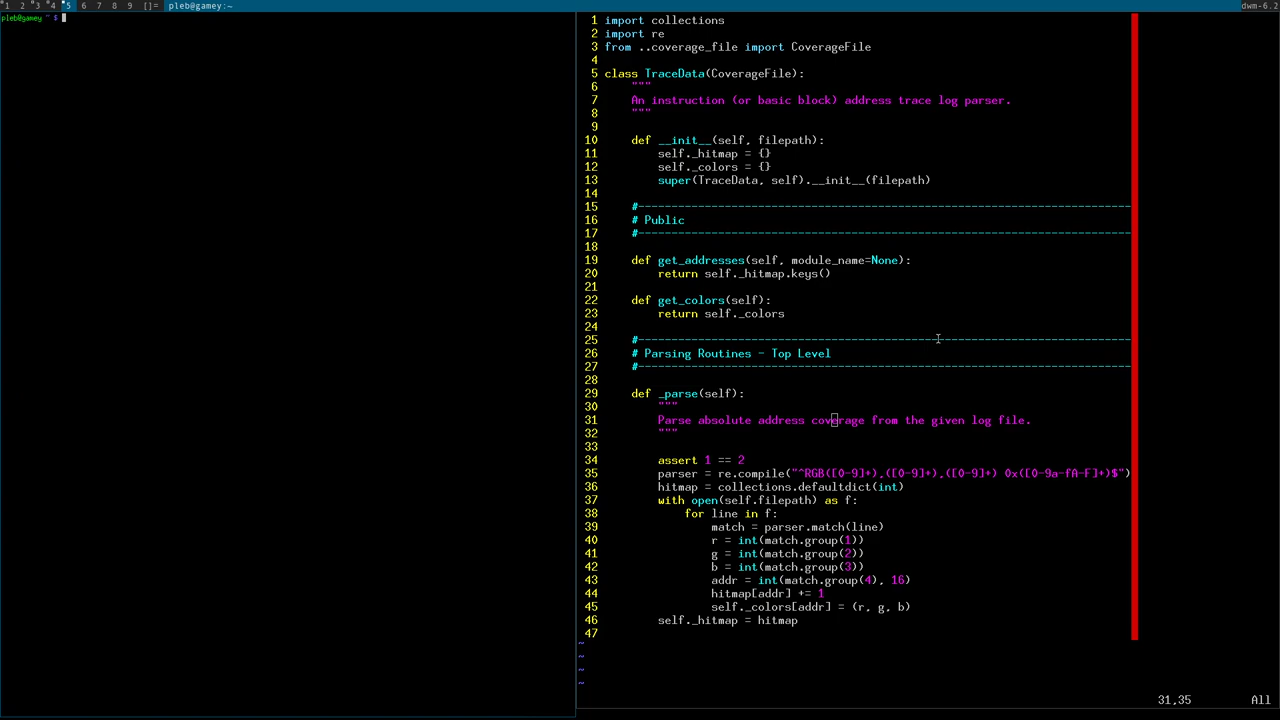 1 2 3 4 5 6 7 8 9 []= pleb@gamey:~ dwm-6.2
pleb@gamey ~ $
1 import collections
2 import re
3 from ..coverage_file import CoverageFile
4
5 class TraceData(CoverageFile):
6     """
7     An instruction (or basic block) address trace log parser.
8     """
9
10     def __init__(self, filepath):
11         self._hitmap = {}
12         self._colors = {}
13         super(TraceData, self).__init__(filepath)
14
15     #--------------------------------------------------------------------------
16     # Public
17     #--------------------------------------------------------------------------
18
19     def get_addresses(self, module_name=None):
20         return self._hitmap.keys()
21
22     def get_colors(self):
23         return self._colors
24
25     #--------------------------------------------------------------------------
26     # Parsing Routines - Top Level
27     #--------------------------------------------------------------------------
28
29     def _parse(self):
30         """
31         Parse absolute address coverage from the given log file.
32         """
33
34         assert 1 == 2
35         parser = re.compile("^RGB([0-9]+),([0-9]+),([0-9]+) 0x([0-9a-fA-F]+)$")
36         hitmap = collections.defaultdict(int)
37         with open(self.filepath) as f:
38             for line in f:
39                 match = parser.match(line)
40                 r = int(match.group(1))
41                 g = int(match.group(2))
42                 b = int(match.group(3))
43                 addr = int(match.group(4), 16)
44                 hitmap[addr] += 1
45                 self._colors[addr] = (r, g, b)
46         self._hitmap = hitmap
47
~
~
~
~
31,35 All